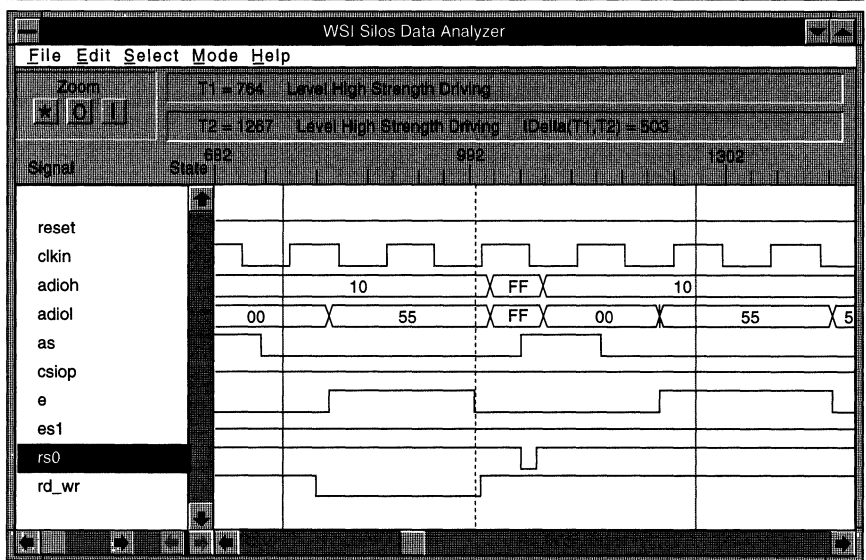 WSI Silos Data Analyzer
File Edit Select Mode Help
Zoom
* O I
T1 = 764 Level High Strength Driving
T2 = 1267 Level High Strength Driving IDelta(T1,T2) = 503
Signal State 692 992 1302
reset
clkin
adioh 10 FF 10
adiol 00 55 FF 00 55 5
as
csiop
e
es1
rs0
rd_wr